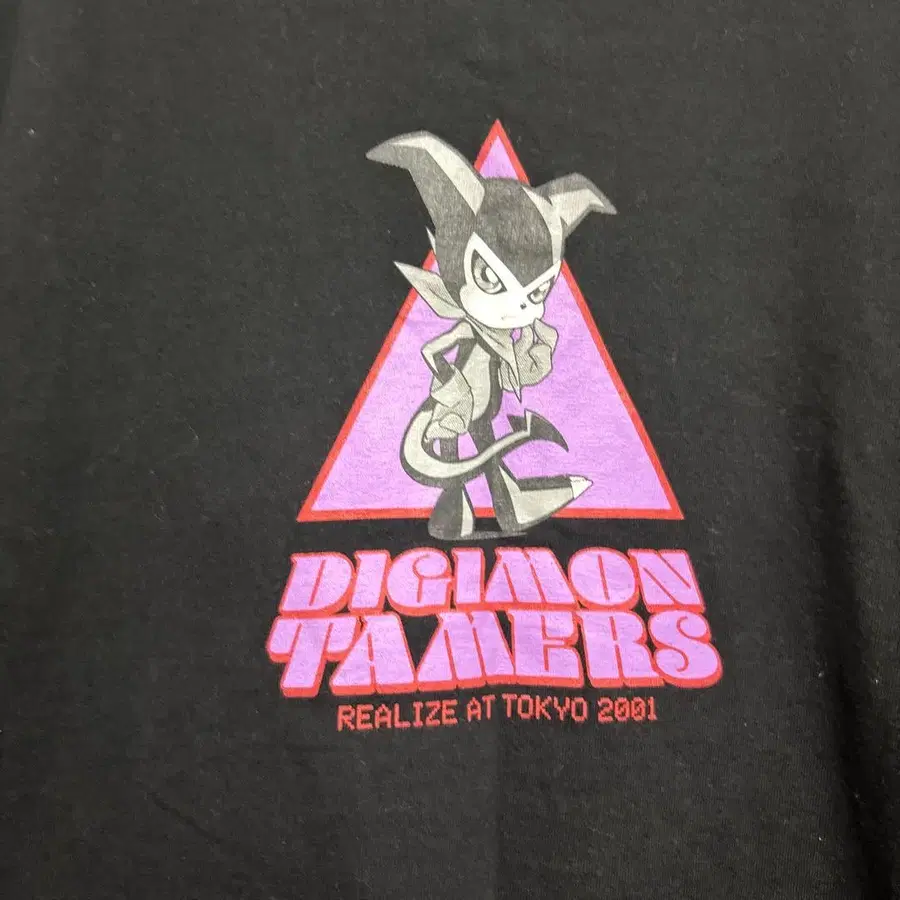 DIGIMON
TAMERS
REALIZE AT TOKYO 2001